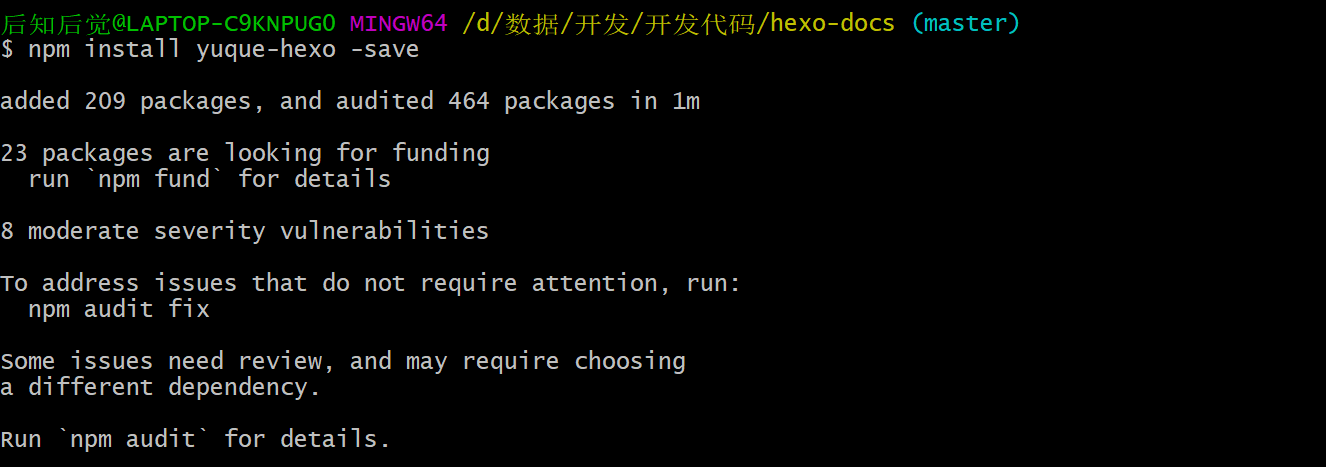 后知后觉@LAPTOP-C9KNPUG0 MINGW64 /d/数据/开发/开发代码/hexo-docs (master)
$ npm install yuque-hexo -save
added 209 packages, and audited 464 packages in 1m
23 packages are looking for funding
run `npm fund` for details
8 moderate severity vulnerabilities
To address issues that do not require attention, run:
npm audit fix
Some issues need review, and may require choosing
a different dependency.
Run `npm audit` for details.